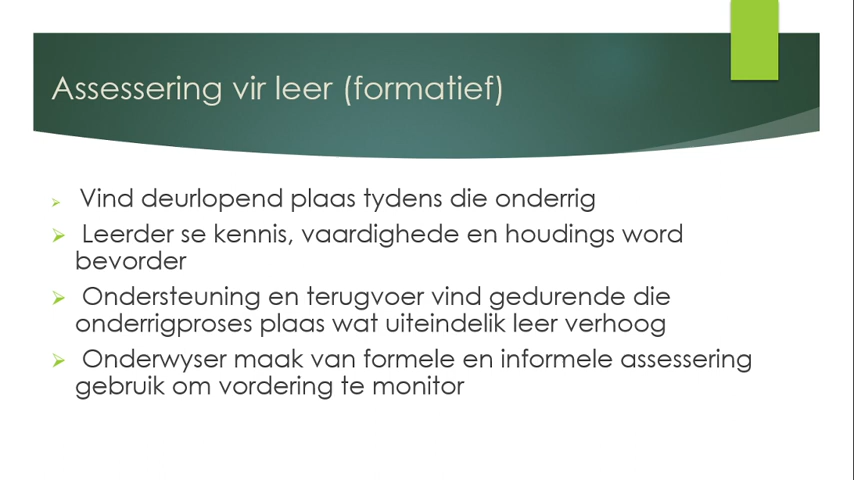 Assessering vir leer (formatief)
Vind deurlopend plaas tydens die onderrig
Leerder se kennis, vaardighede en houdings word
bevorder
Ondersteuning en terugvoer vind gedurende die
onderrigproses plaas wat uiteindelik leer verhoog
Onderwyser maak van formele en informele assessering
gebruik om vordering te monitor